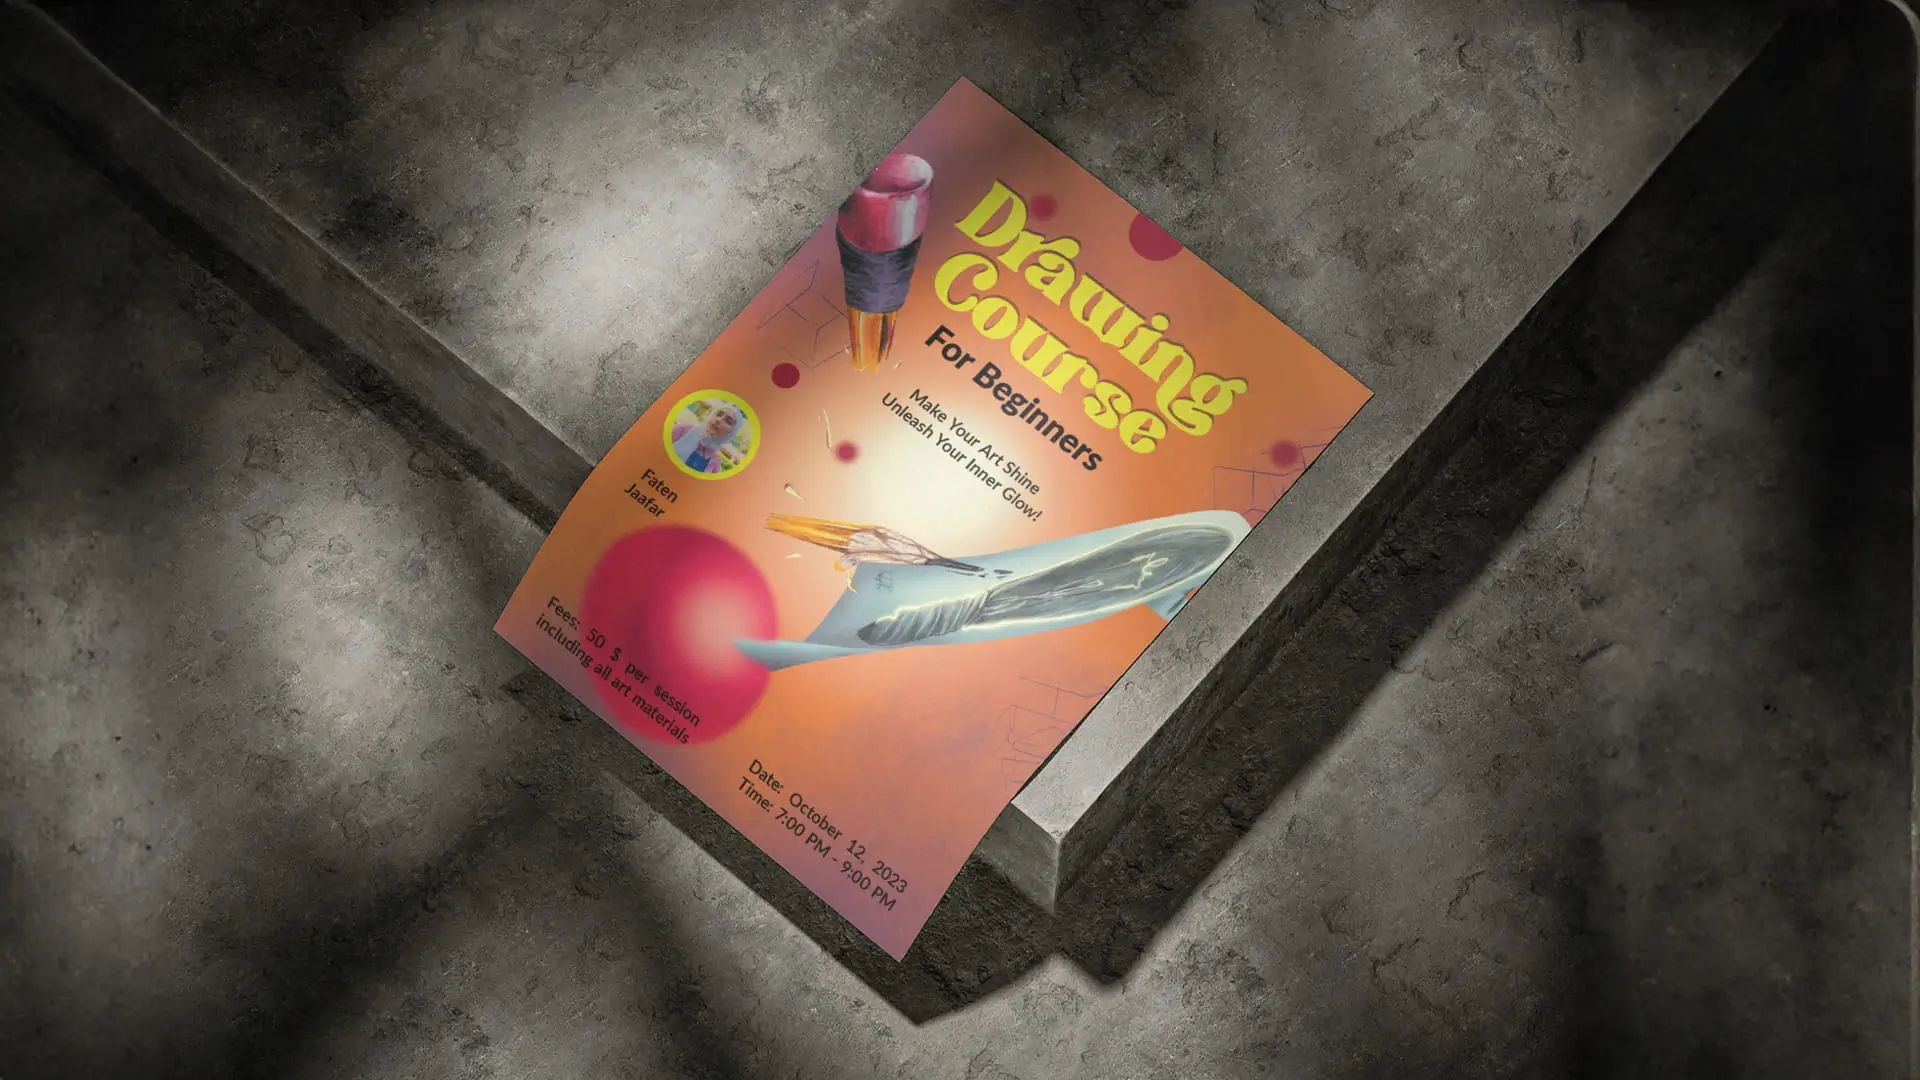 Drawing
Course
For Beginners
Make Your Art Shine
Unleash Your Inner Glow!
Faten
Jaafar
Fees: 50 $ per session
including all art materials
Date: October 12, 2023
Time: 7:00 PM - 9:00 PM